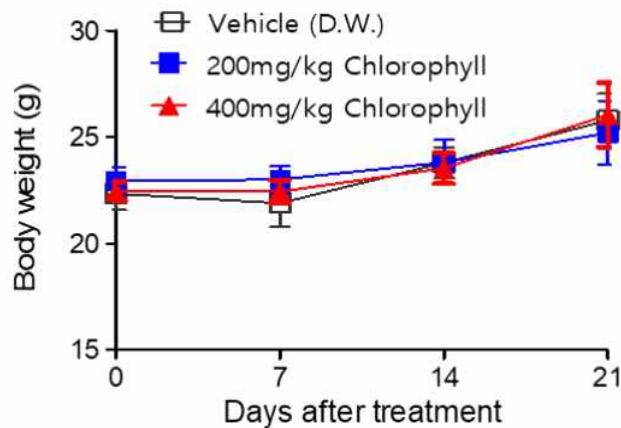 30
Vehicle (D.W.)
200mg/kg Chlorophyll
400mg/kg Chlorophyll
25
20
15
Body weight (g)
0 7 14 21
Days after treatment